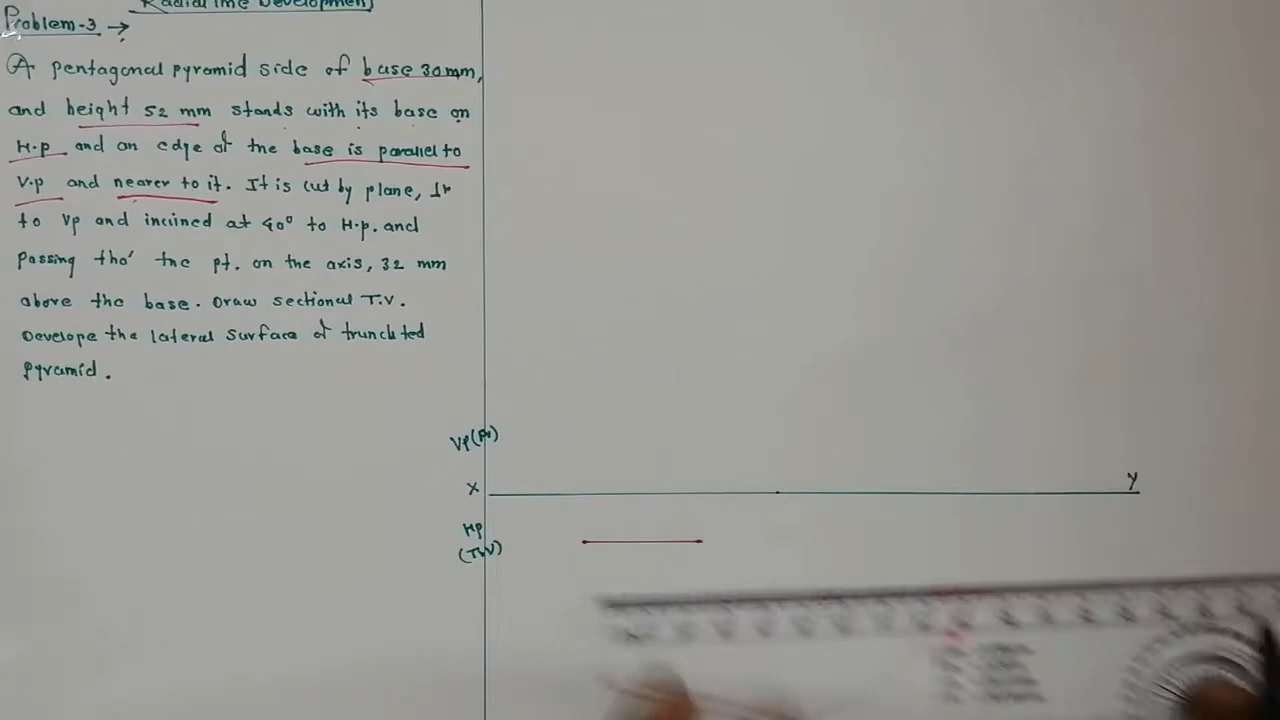 Radial line Development
Problem-3 →
A pentagonal pyramid side of base 30mm,
and height 52 mm stands with its base on
H.p and an edge of the base is parallel to
V.p and nearer to it. It is cut by plane, ⊥r
to Vp and inclined at 40° to H.p. and
passing tho' the pt. on the axis, 32 mm
above the base. Draw sectional T.V.
Develope the lateral surface of truncated
pyramid.
Vp(Fv)
X
Y
Hp
(TV)